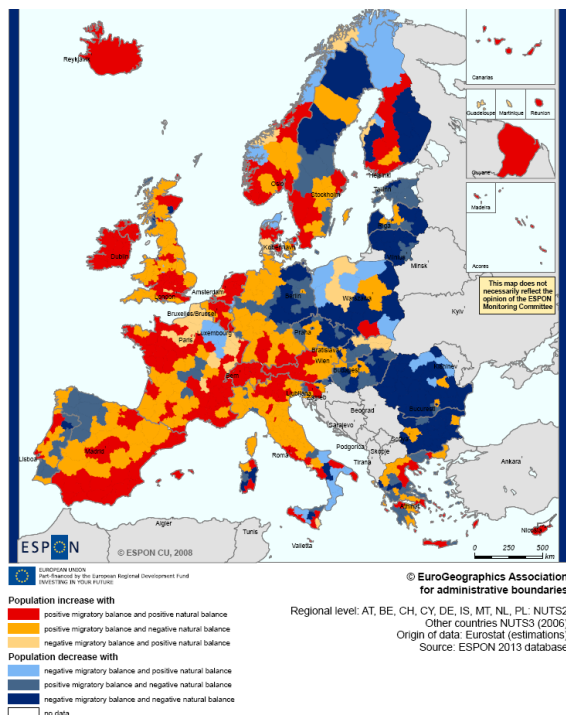 Reykjavik
Canarias
Guadeloupe
Martinique
Reunion
Guyane
Madeira
Acores
This map does not
necessarily reflect the
opinion of the ESPON
Monitoring Committee
Oslo
Helsinki
Tallinn
Stockholm
Riga
København
Vilnius
Minsk
Dublin
Amsterdam
London
Berlin
Warszawa
Kyiv
Bruxelles/Brussel
Luxembourg
Praha
Paris
Bratislava
Wien
Budapest
Kishinev
Bern
Ljubljana
Zagreb
Beograd
Bucuresti
Sarajevo
Podgorica
Skopje
Roma
Tirana
Madrid
Lisboa
Ankara
Athinai
Alger
Tunis
Valletta
Nicosia
ESPON
© ESPON CU, 2008
0 250 500
km
EUROPEAN UNION
Part-financed by the European Regional Development Fund
INVESTING IN YOUR FUTURE
© EuroGeographics Association
for administrative boundaries
Regional level: AT, BE, CH, CY, DE, IS, MT, NL, PL: NUTS2
Other countries NUTS3 (2006)
Origin of data: Eurostat (estimations)
Source: ESPON 2013 database
Population increase with
positive migratory balance and positive natural balance
positive migratory balance and negative natural balance
negative migratory balance and positive natural balance
Population decrease with
negative migratory balance and positive natural balance
positive migratory balance and negative natural balance
negative migratory balance and negative natural balance
no data